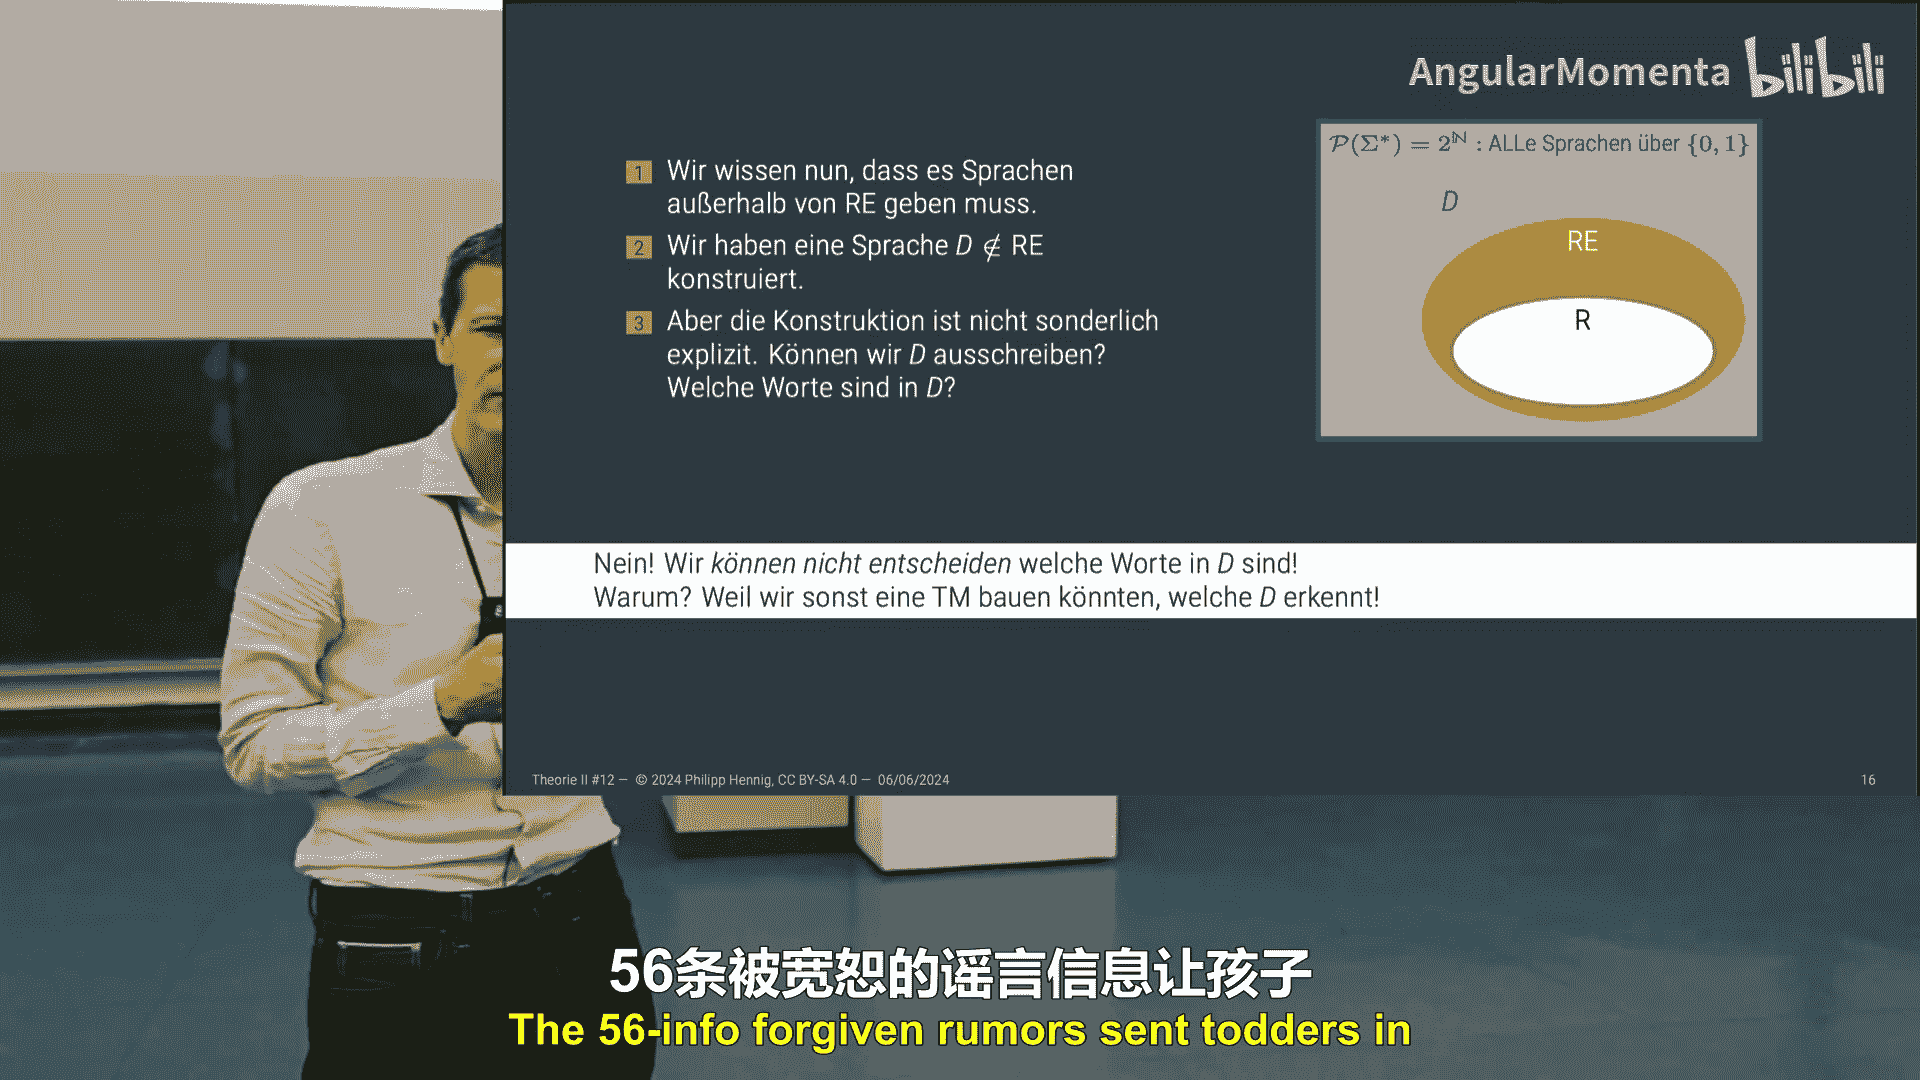 AngularMomenta bilibili
𝒫(Σ*) = 2^ℕ : ALLe Sprachen über {0, 1}
D
RE
R
1 Wir wissen nun, dass es Sprachen
außerhalb von RE geben muss.
2 Wir haben eine Sprache D ∉ RE
konstruiert.
3 Aber die Konstruktion ist nicht sonderlich
explizit. Können wir D ausschreiben?
Welche Worte sind in D?
Nein! Wir können nicht entscheiden welche Worte in D sind!
Warum? Weil wir sonst eine TM bauen könnten, welche D erkennt!
Theorie II #12 — © 2024 Philipp Hennig, CC BY-SA 4.0 — 06/06/2024
16
56条被宽恕的谣言信息让孩子
The 56-info forgiven rumors sent todders in